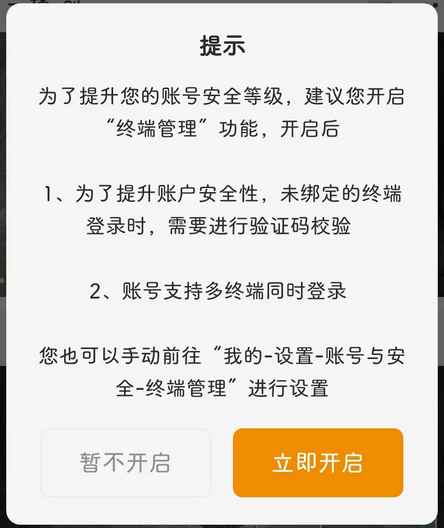 提示
为了提升您的账号安全等级，建议您开启
“终端管理”功能，开启后
1、为了提升账户安全性，未绑定的终端
登录时，需要进行验证码校验
2、账号支持多终端同时登录
您也可以手动前往“我的-设置-账号与安
全-终端管理”进行设置
暂不开启
立即开启